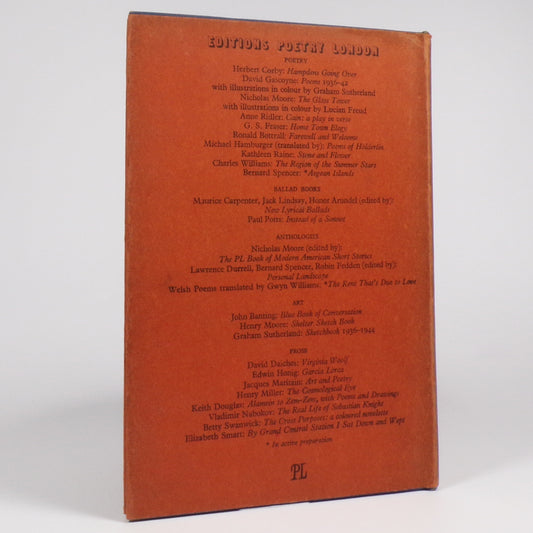 EDITIONS POETRY LONDON
POETRY
Herbert Corby: Hampdens Going Over
David Gascoyne: Poems 1936-42
with illustrations in colour by Graham Sutherland
Nicholas Moore: The Glass Tower
with illustrations in colour by Lucian Freud
Anne Ridler: Cain: a play in verse
G. S. Fraser: Home Town Elegy
Ronald Bottrall: Farewell and Welcome
Michael Hamburger (translated by): Poems of Hölderlin
Kathleen Raine: Stone and Flower
Charles Williams: The Region of the Summer Stars
Bernard Spencer: *Aegean Islands
BALLAD BOOKS
Maurice Carpenter, Jack Lindsay, Honor Arundel (edited by):
New Lyrical Ballads
Paul Potts: Instead of a Sonnet
ANTHOLOGIES
Nicholas Moore (edited by):
The PL Book of Modern American Short Stories
Lawrence Durrell, Bernard Spencer, Robin Fedden (edited by):
Personal Landscape
Welsh Poems translated by Gwyn Williams: *The Rent That's Due to Love
ART
John Banting: Blue Book of Conversation
Henry Moore: Shelter Sketch Book
Graham Sutherland: Sketchbook 1936-1944
PROSE
David Daiches: Virginia Woolf
Edwin Honig: Garcia Lorca
Jacques Maritain: Art and Poetry
Henry Miller: The Cosmological Eye
Keith Douglas: Alamein to Zem-Zem, with Poems and Drawings
Vladimir Nabokov: The Real Life of Sebastian Knight
Betty Swanwick: The Cross Purposes: a coloured novelette
Elizabeth Smart: By Grand Central Station I Sat Down and Wept
* In active preparation
PL